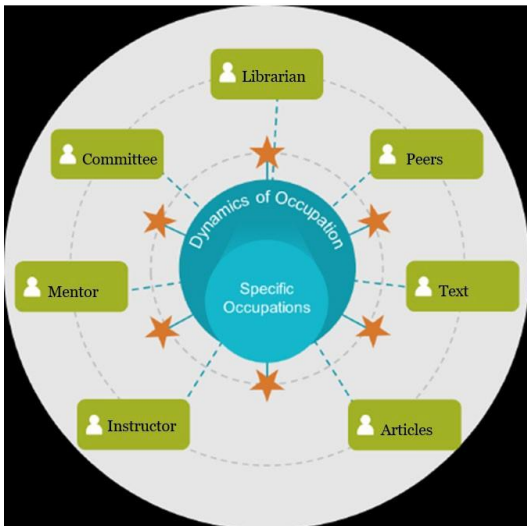 Librarian
Committee
Peers
Dynamics of Occupation
Mentor
Specific
Occupations
Text
Instructor
Articles